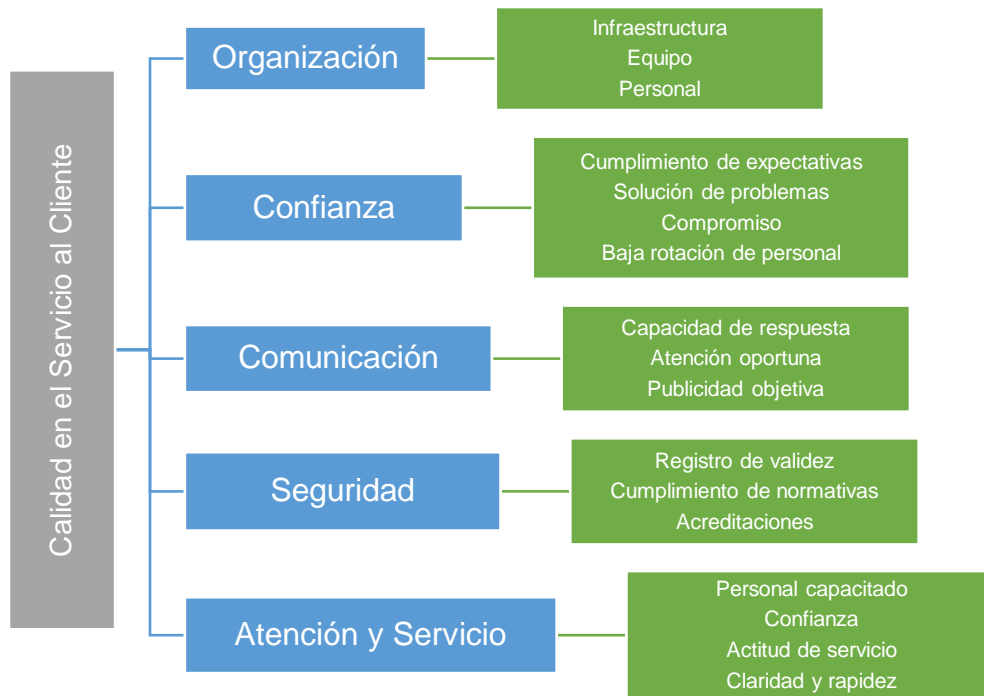 Calidad en el Servicio al Cliente
Organización
Infraestructura
Equipo
Personal
Confianza
Cumplimiento de expectativas
Solución de problemas
Compromiso
Baja rotación de personal
Comunicación
Capacidad de respuesta
Atención oportuna
Publicidad objetiva
Seguridad
Registro de validez
Cumplimiento de normativas
Acreditaciones
Atención y Servicio
Personal capacitado
Confianza
Actitud de servicio
Claridad y rapidez